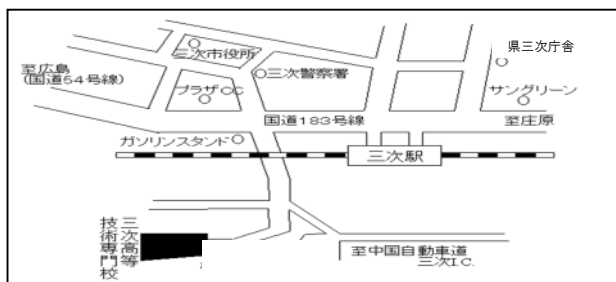 三次市役所
県三次庁舎
至広島
(国道54号線)
三次警察署
プラザCC
サングリーン
国道183号線
至庄原
ガソリンスタンド
三次駅
三次高等
技術専門校
至中国自動車道
三次I.C.